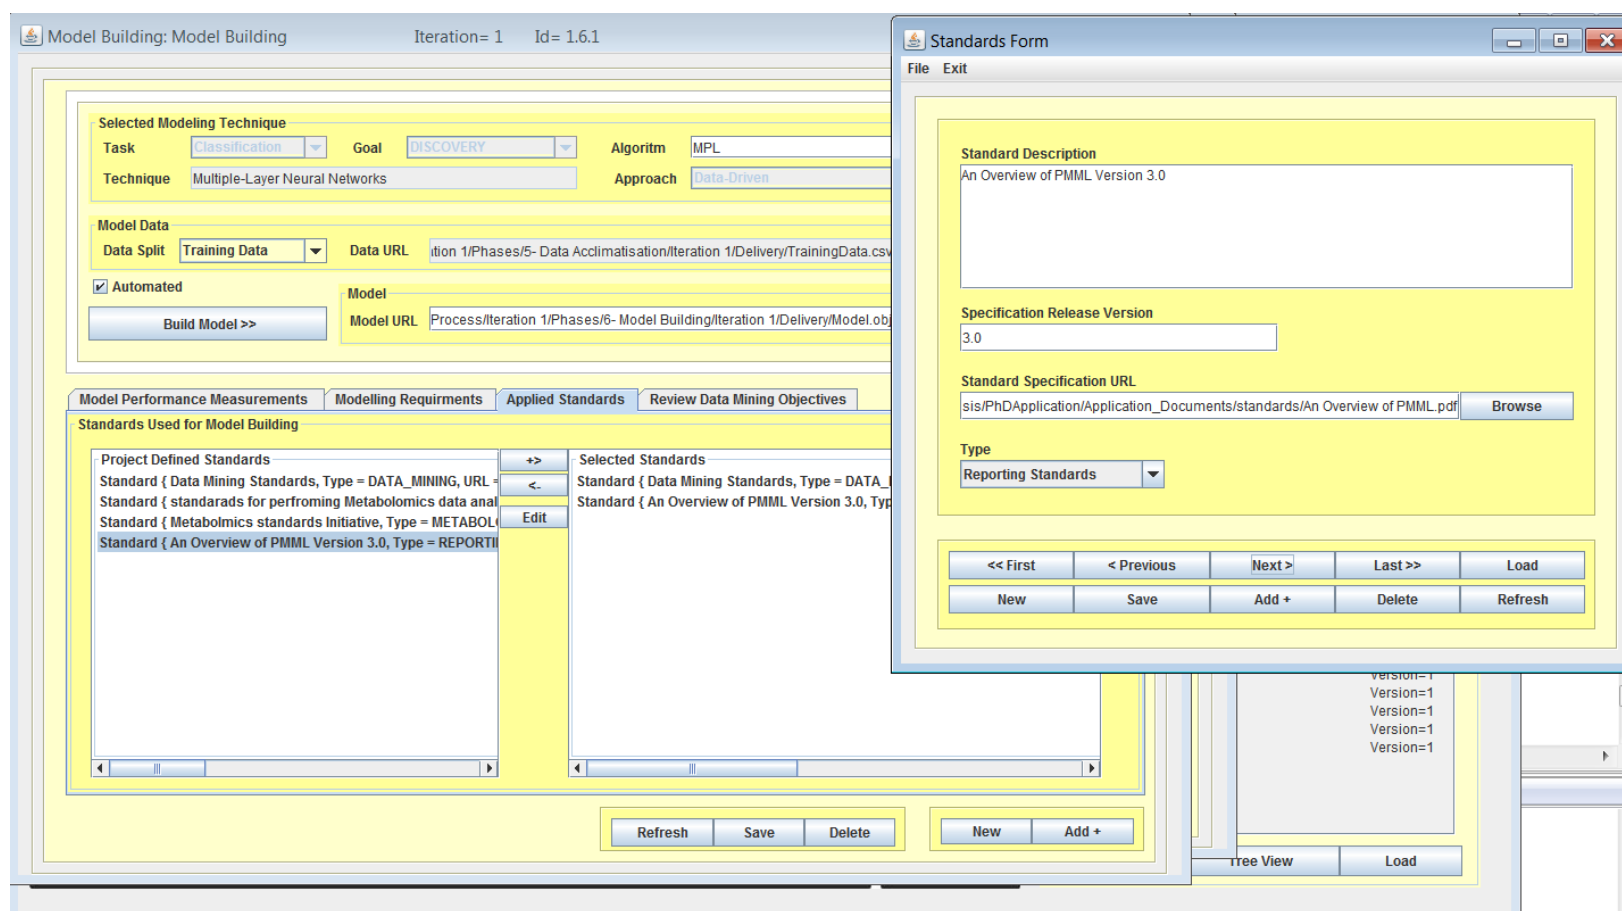 Model Building: Model Building Iteration= 1 Id= 1.6.1
Selected Modeling Technique
Task Classification Goal DISCOVERY Algoritm MPL
Technique Multiple-Layer Neural Networks Approach Data-Driven
Model Data
Data Split Training Data Data URL ition 1/Phases/5- Data Acclimatisation/Iteration 1/Delivery/TrainingData.csv
Automated
Model
Build Model >> Model URL Process/Iteration 1/Phases/6- Model Building/Iteration 1/Delivery/Model.obj
Model Performance Measurements Modelling Requirments Applied Standards Review Data Mining Objectives
Standards Used for Model Building
Project Defined Standards
Standard { Data Mining Standards, Type = DATA_MINING, URL =
Standard { standarads for perfroming Metabolomics data anal
Standard { Metabolmics standards Initiative, Type = METABOL
Standard { An Overview of PMML Version 3.0, Type = REPORTI
+>
<-
Edit
Selected Standards
Standard { Data Mining Standards, Type = DATA_
Standard { An Overview of PMML Version 3.0, Typ
Refresh Save Delete New Add +
Standards Form
File Exit
Standard Description
An Overview of PMML Version 3.0
Specification Release Version
3.0
Standard Specification URL
sis/PhDApplication/Application_Documents/standards/An Overview of PMML.pdf Browse
Type
Reporting Standards
<< First < Previous Next > Last >> Load
New Save Add + Delete Refresh
Version=1
Version=1
Version=1
Version=1
Version=1
Tree View Load